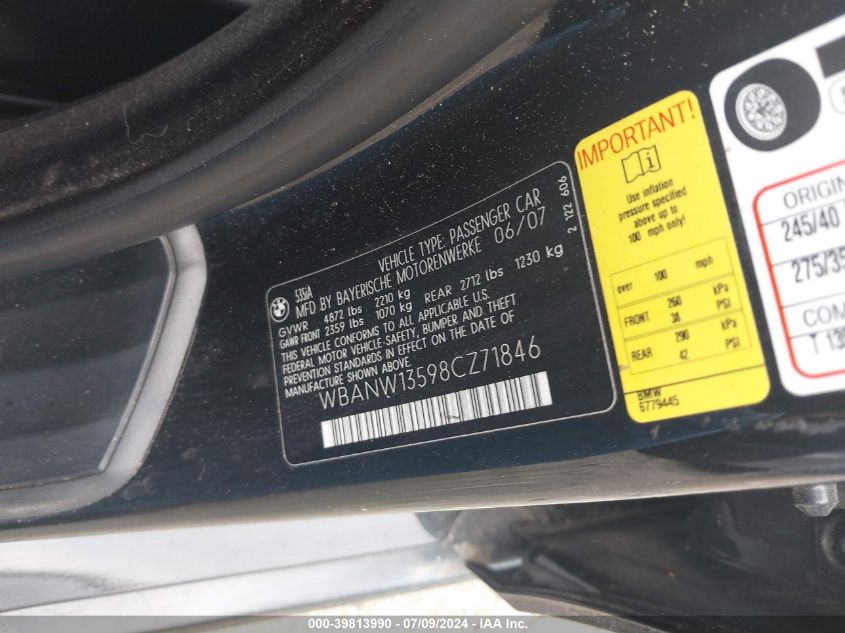 535iA
VEHICLE TYPE: PASSENGER CAR
MFD BY BAYERISCHE MOTORENWERKE 06/07
GVWR 4872 lbs 2210 kg
GAWR FRONT 2359 lbs 1070 kg REAR 2712 lbs 1230 kg
THIS VEHICLE CONFORMS TO ALL APPLICABLE U.S.
FEDERAL MOTOR VEHICLE SAFETY, BUMPER AND THEFT
PREVENTION STANDARDS IN EFFECT ON THE DATE OF
MANUFACTURE SHOWN ABOVE
WBANW13598CZ71846
2 122 606
IMPORTANT!
i
Use inflation
pressure specified
above up to
100 mph only!
over 100 mph
FRONT 260 kPa
38 PSI
REAR 290 kPa
42 PSI
BMW
6779445
ORIGIN
245/40
275/35
COM
T 135
000-39813990 - 07/09/2024 - IAA Inc.